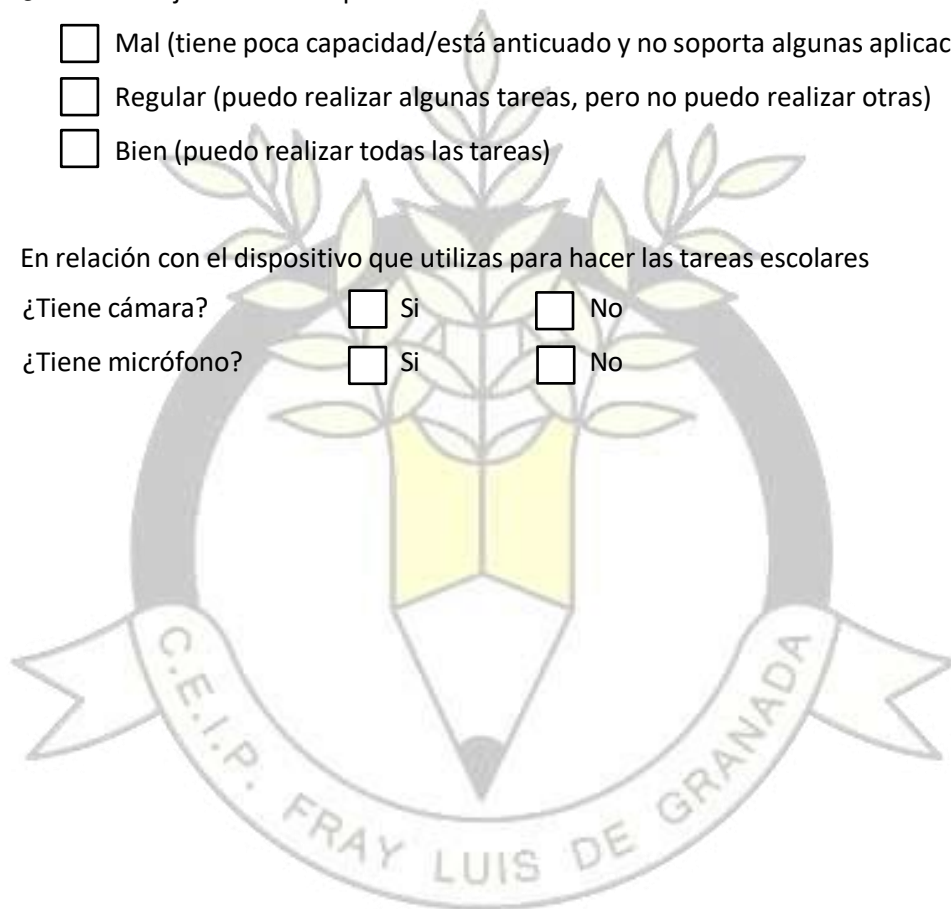 Mal (tiene poca capacidad/está anticuado y no soporta algunas aplicac
Regular (puedo realizar algunas tareas, pero no puedo realizar otras)
Bien (puedo realizar todas las tareas)
En relación con el dispositivo que utilizas para hacer las tareas escolares
¿Tiene cámara? Si No
¿Tiene micrófono? Si No
C.E.I.P. FRAY LUIS DE GRANADA